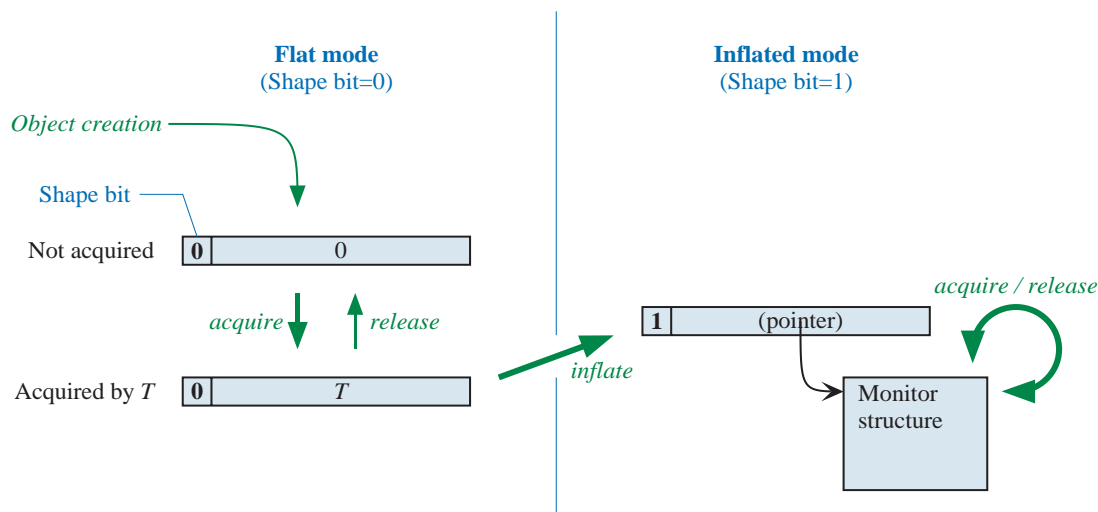 Flat mode
(Shape bit=0)
Inflated mode
(Shape bit=1)
Object creation
Shape bit
Not acquired
0
0
acquire
release
Acquired by T
0
T
inflate
acquire / release
1
(pointer)
Monitor
structure